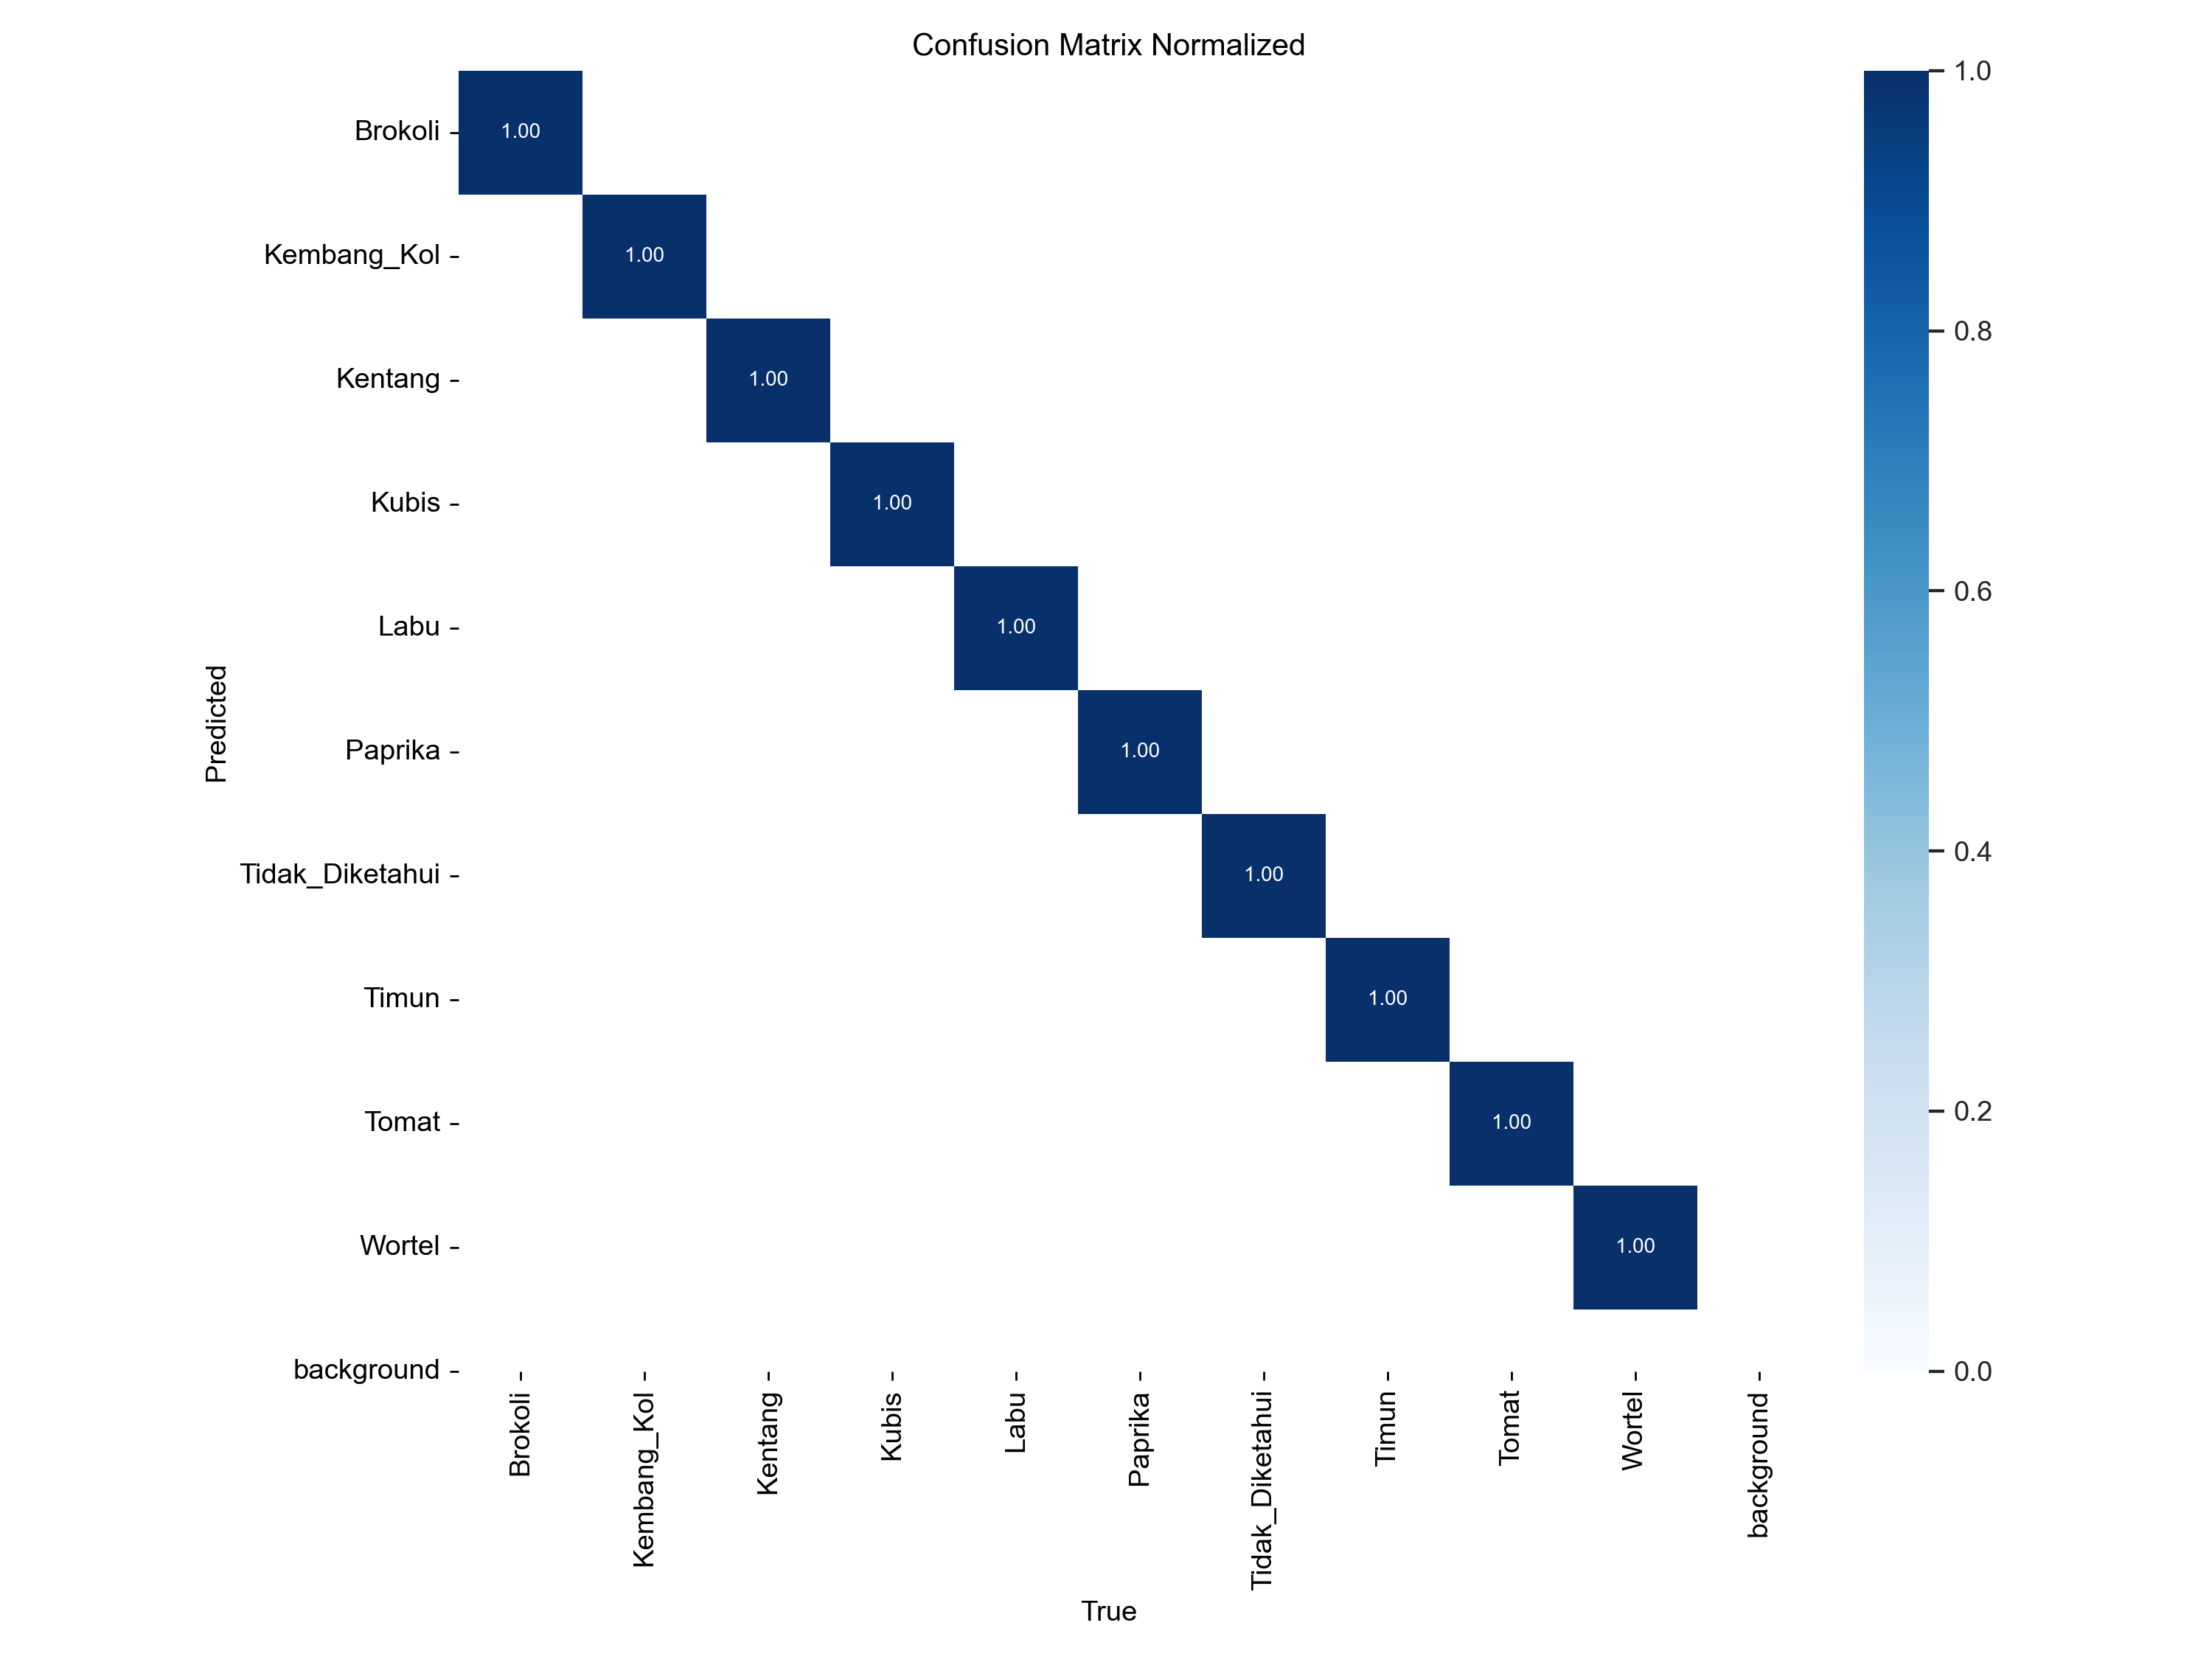 Confusion Matrix Normalized
Brokoli
1.00
Kembang_Kol
1.00
Kentang
1.00
Kubis
1.00
Labu
1.00
Paprika
1.00
Tidak_Diketahui
1.00
Timun
1.00
Tomat
1.00
Wortel
1.00
background
Predicted
Brokoli
Kembang_Kol
Kentang
Kubis
Labu
Paprika
Tidak_Diketahui
Timun
Tomat
Wortel
background
True
1.0
0.8
0.6
0.4
0.2
0.0